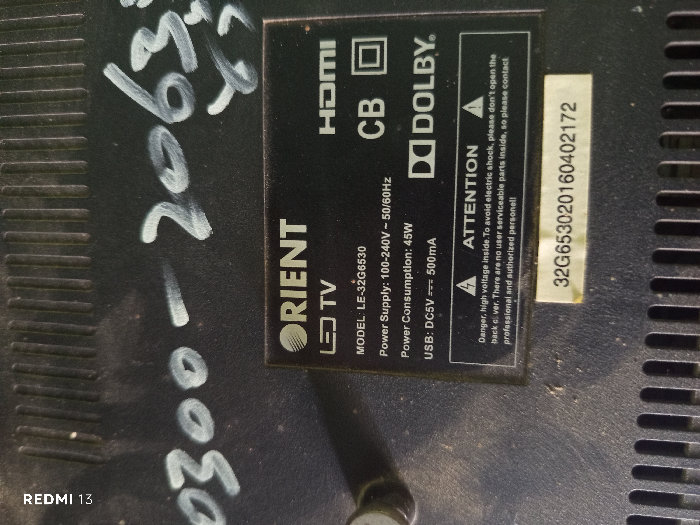 ORIENT
LED TV
HDMI
MODEL: LE-32G6530
Power Supply: 100-240V ~ 50/60Hz
CB
Power Consumption: 45W
USB: DC5V 500mA
DOLBY®
ATTENTION
Danger, high voltage inside.To avoid electric shock, please don't open the
back cover. There are no user serviceable parts inside, so please contact
professional and authorized personel!
32G653020160402172
0300-2063
REDMI 13